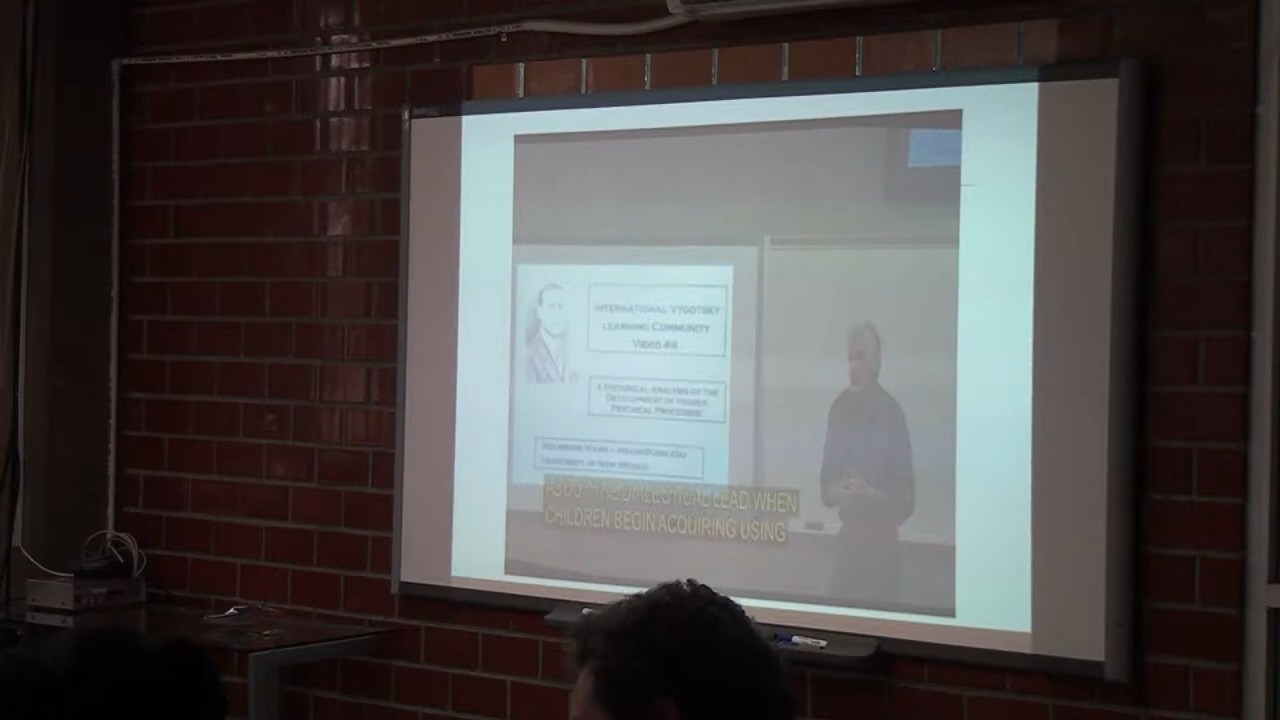 INTERNATIONAL VYGOTSKY
LEARNING COMMUNITY
VIDEO #4
A HISTORICAL ANALYSIS OF THE
DEVELOPMENT OF HIGHER
PSYCHICAL PROCESSES
UNIVERSITY OF NEW MEXICO
ABOUT THE DIALECTICAL LEAD WHEN
CHILDREN BEGIN ACQUIRING USING